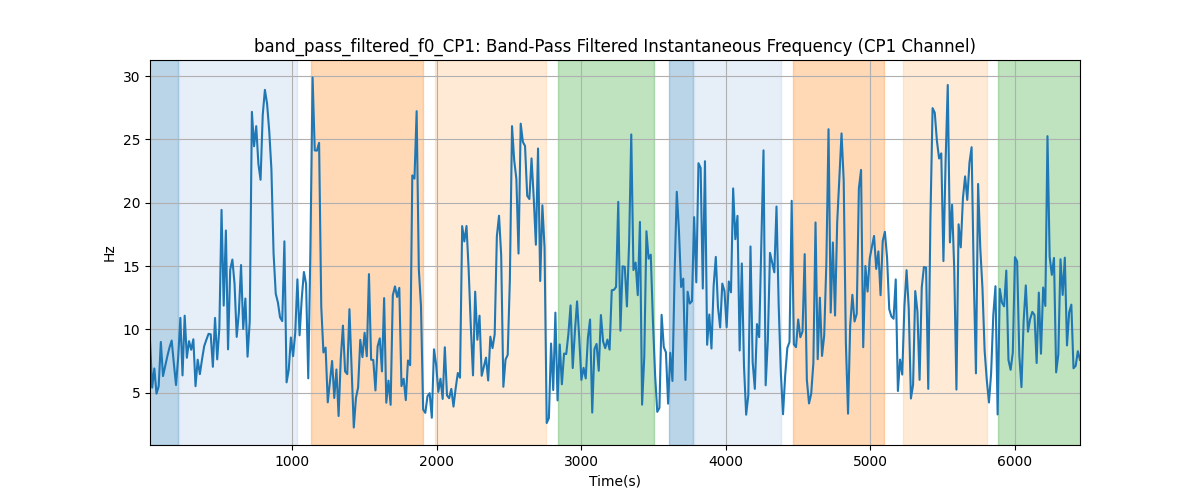 band_pass_filtered_f0_CP1: Band-Pass Filtered Instantaneous Frequency (CP1 Channel)
30
25
20
15
10
5
Hz
1000 2000 3000 4000 5000 6000
Time(s)